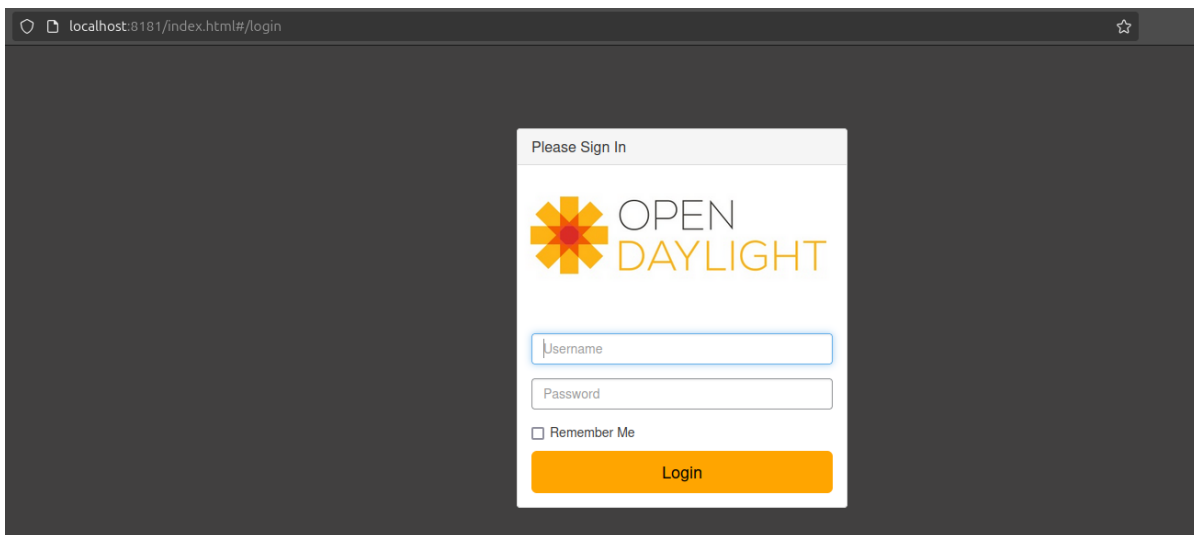 localhost:8181/index.html#/login
Please Sign In
OPEN
DAYLIGHT
Username
Password
Remember Me
Login